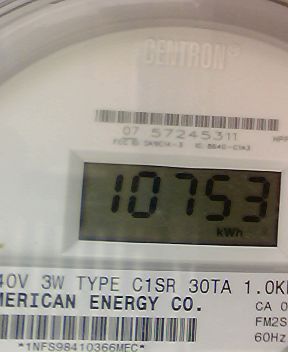 CENTRON®
07 57245311
10753
kWh
40V 3W TYPE C1SR 30TA 1.0K
MERICAN ENERGY CO.
CA 0
FM2S
60Hz
*1NFS98410366MEC*